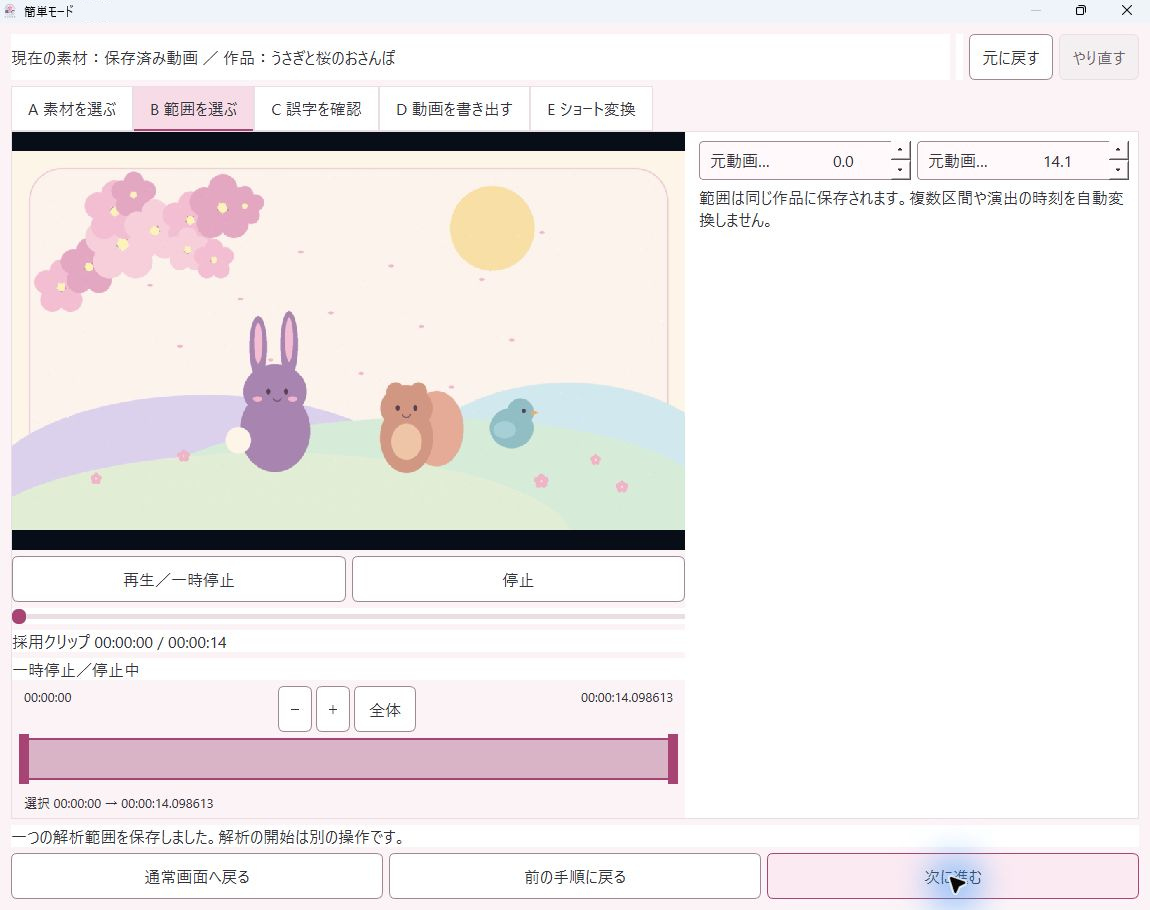 簡単モード
現在の素材：保存済み動画 ／ 作品：うさぎと桜のおさんぽ
元に戻す
やり直す
A 素材を選ぶ
B 範囲を選ぶ
C 誤字を確認
D 動画を書き出す
E ショート変換
元動画... 0.0
元動画... 14.1
範囲は同じ作品に保存されます。複数区間や演出の時刻を自動変
換しません。
再生／一時停止
停止
採用クリップ 00:00:00 / 00:00:14
一時停止／停止中
00:00:00
−
+
全体
00:00:14.098613
選択 00:00:00 → 00:00:14.098613
一つの解析範囲を保存しました。解析の開始は別の操作です。
通常画面へ戻る
前の手順に戻る
次に進む